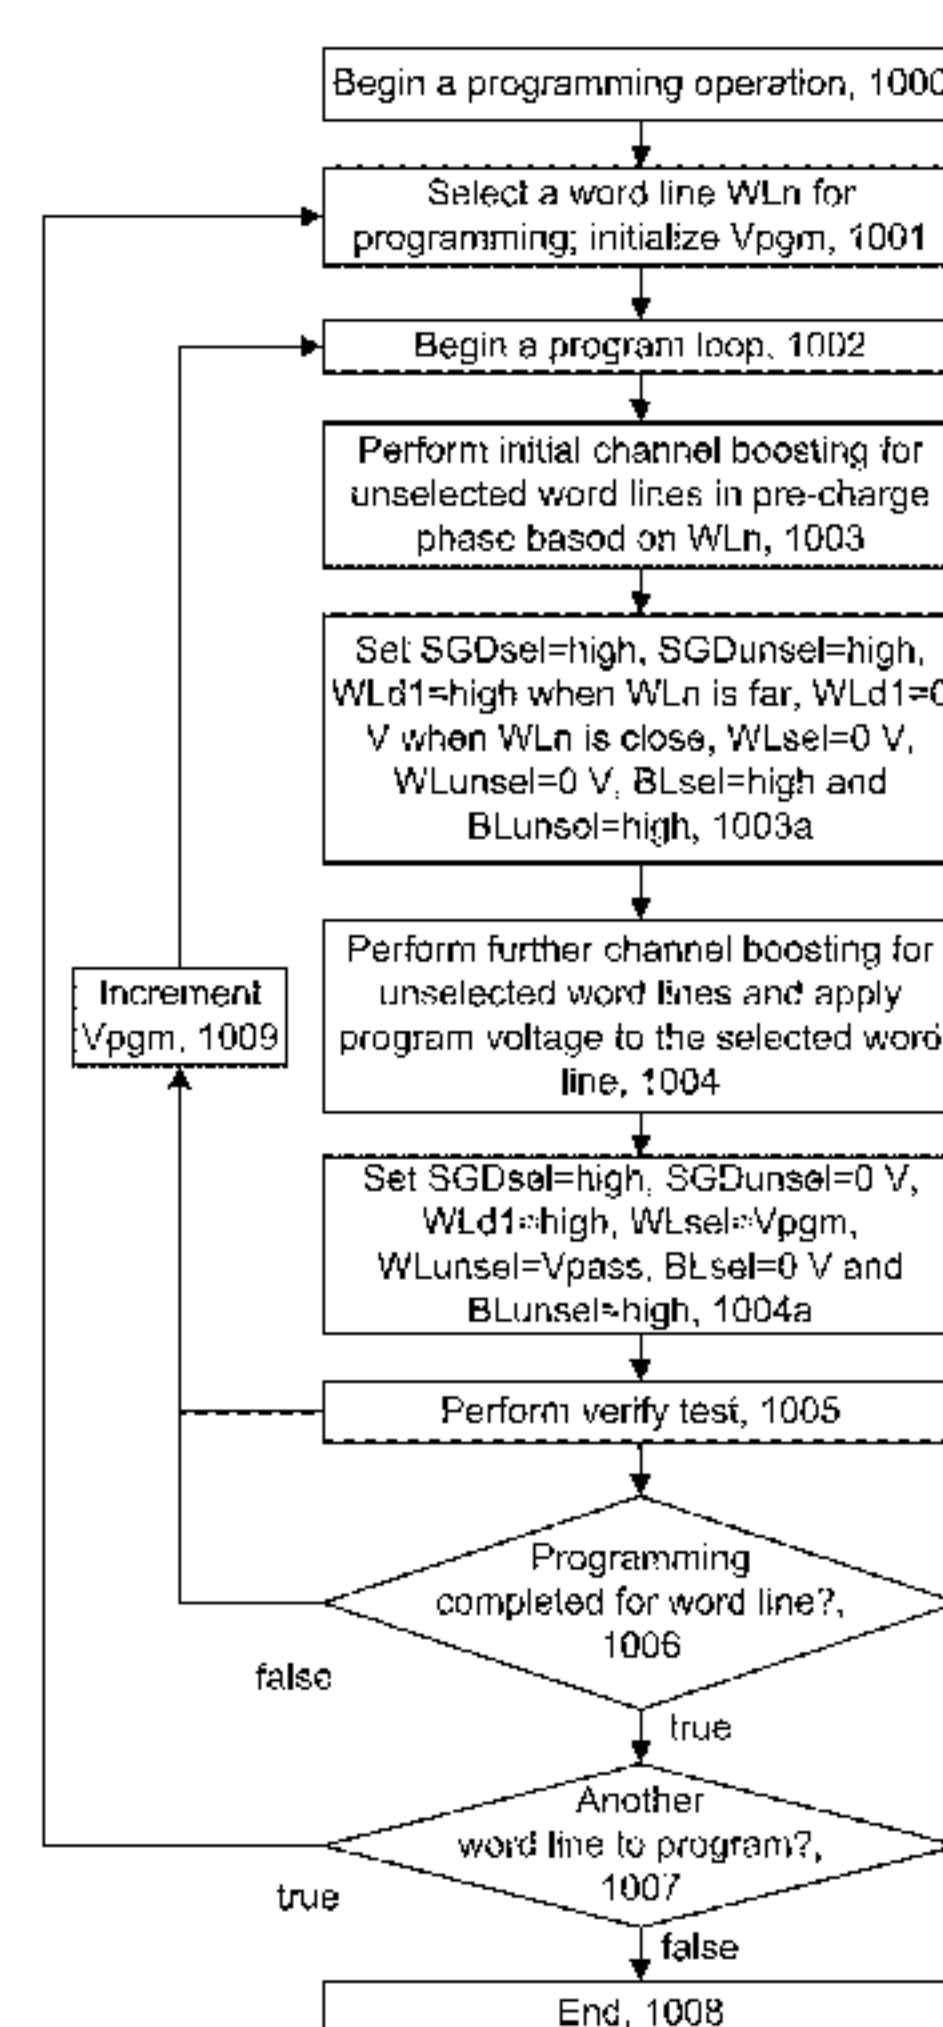 Begin a programming operation, 1000
Select a word line WLn for
programming; initialize Vpgm, 1001
Begin a program loop, 1002
Perform initial channel boosting for
unselected word lines in pre-charge
phase based on WLn, 1003
Set SGDsel=high, SGDunsel=high,
WLd1=high when WLn is far, WLd1=0
V when WLn is close, WLsel=0 V,
WLunsel=0 V, BLsel=high and
BLunsel=high, 1003a
Perform further channel boosting for
unselected word lines and apply
program voltage to the selected word
line, 1004
Increment
Vpgm, 1009
Set SGDsel=high, SGDunsel=0 V,
WLd1=high, WLsel=Vpgm,
WLunsel=Vpass, BLsel=0 V and
BLunsel=high, 1004a
Perform verify test, 1005
Programming
completed for word line?,
1006
false
true
Another
word line to program?,
1007
true
false
End, 1008